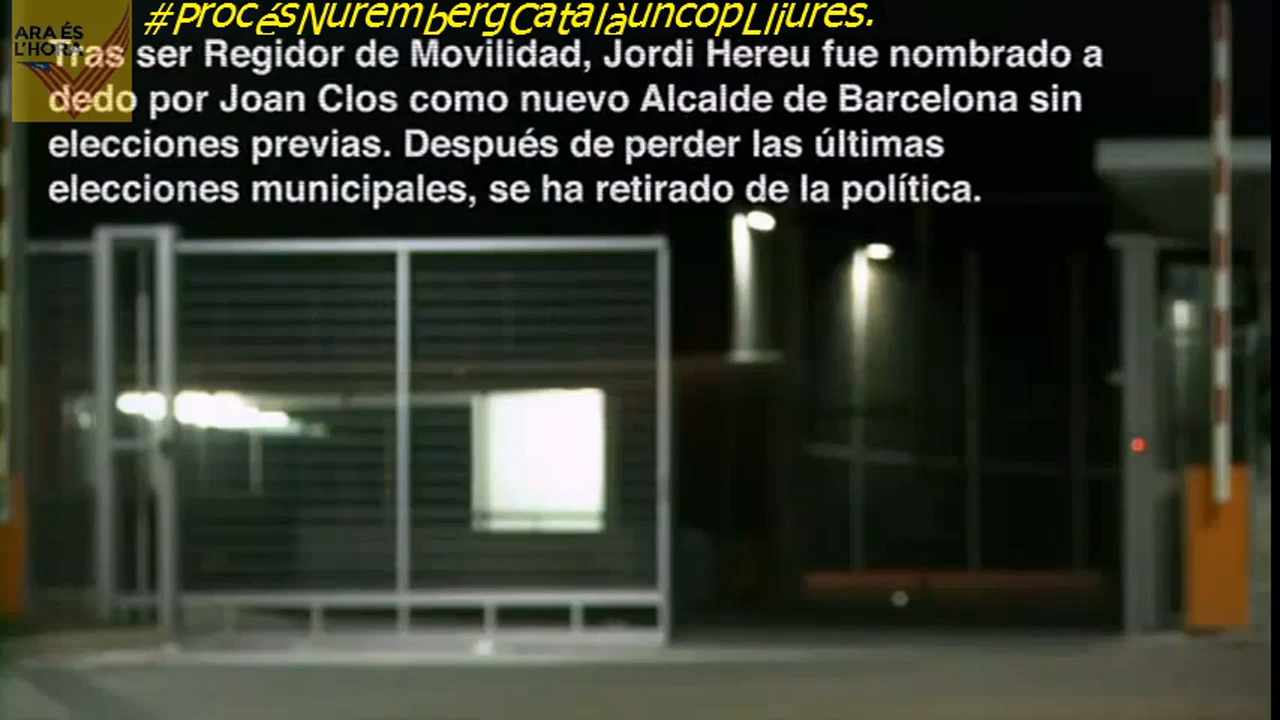 #ProcésNurembergCatalàuncopLliures.
ARA ÉS
L'HORA
Tras ser Regidor de Movilidad, Jordi Hereu fue nombrado a
dedo por Joan Clos como nuevo Alcalde de Barcelona sin
elecciones previas. Después de perder las últimas
elecciones municipales, se ha retirado de la política.